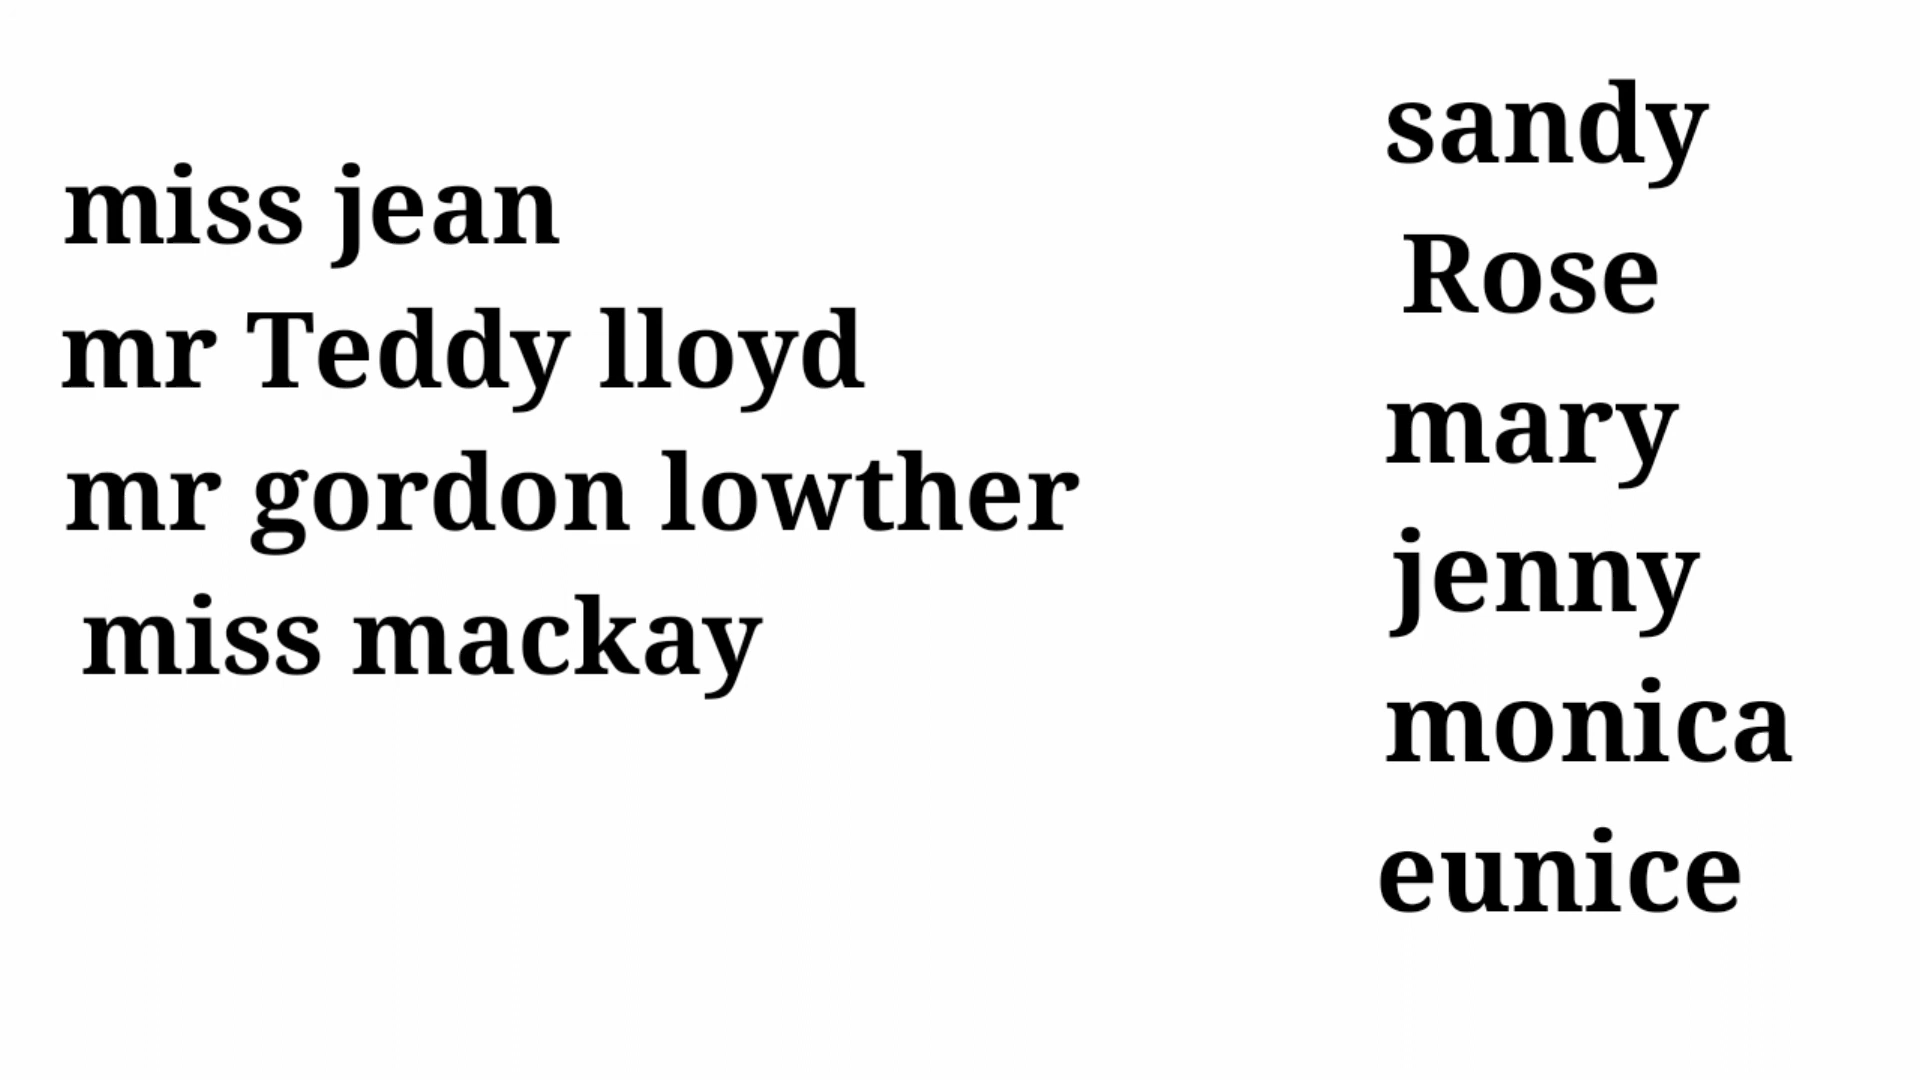 miss jean
mr Teddy lloyd
mr gordon lowther
miss mackay
sandy
Rose
mary
jenny
monica
eunice